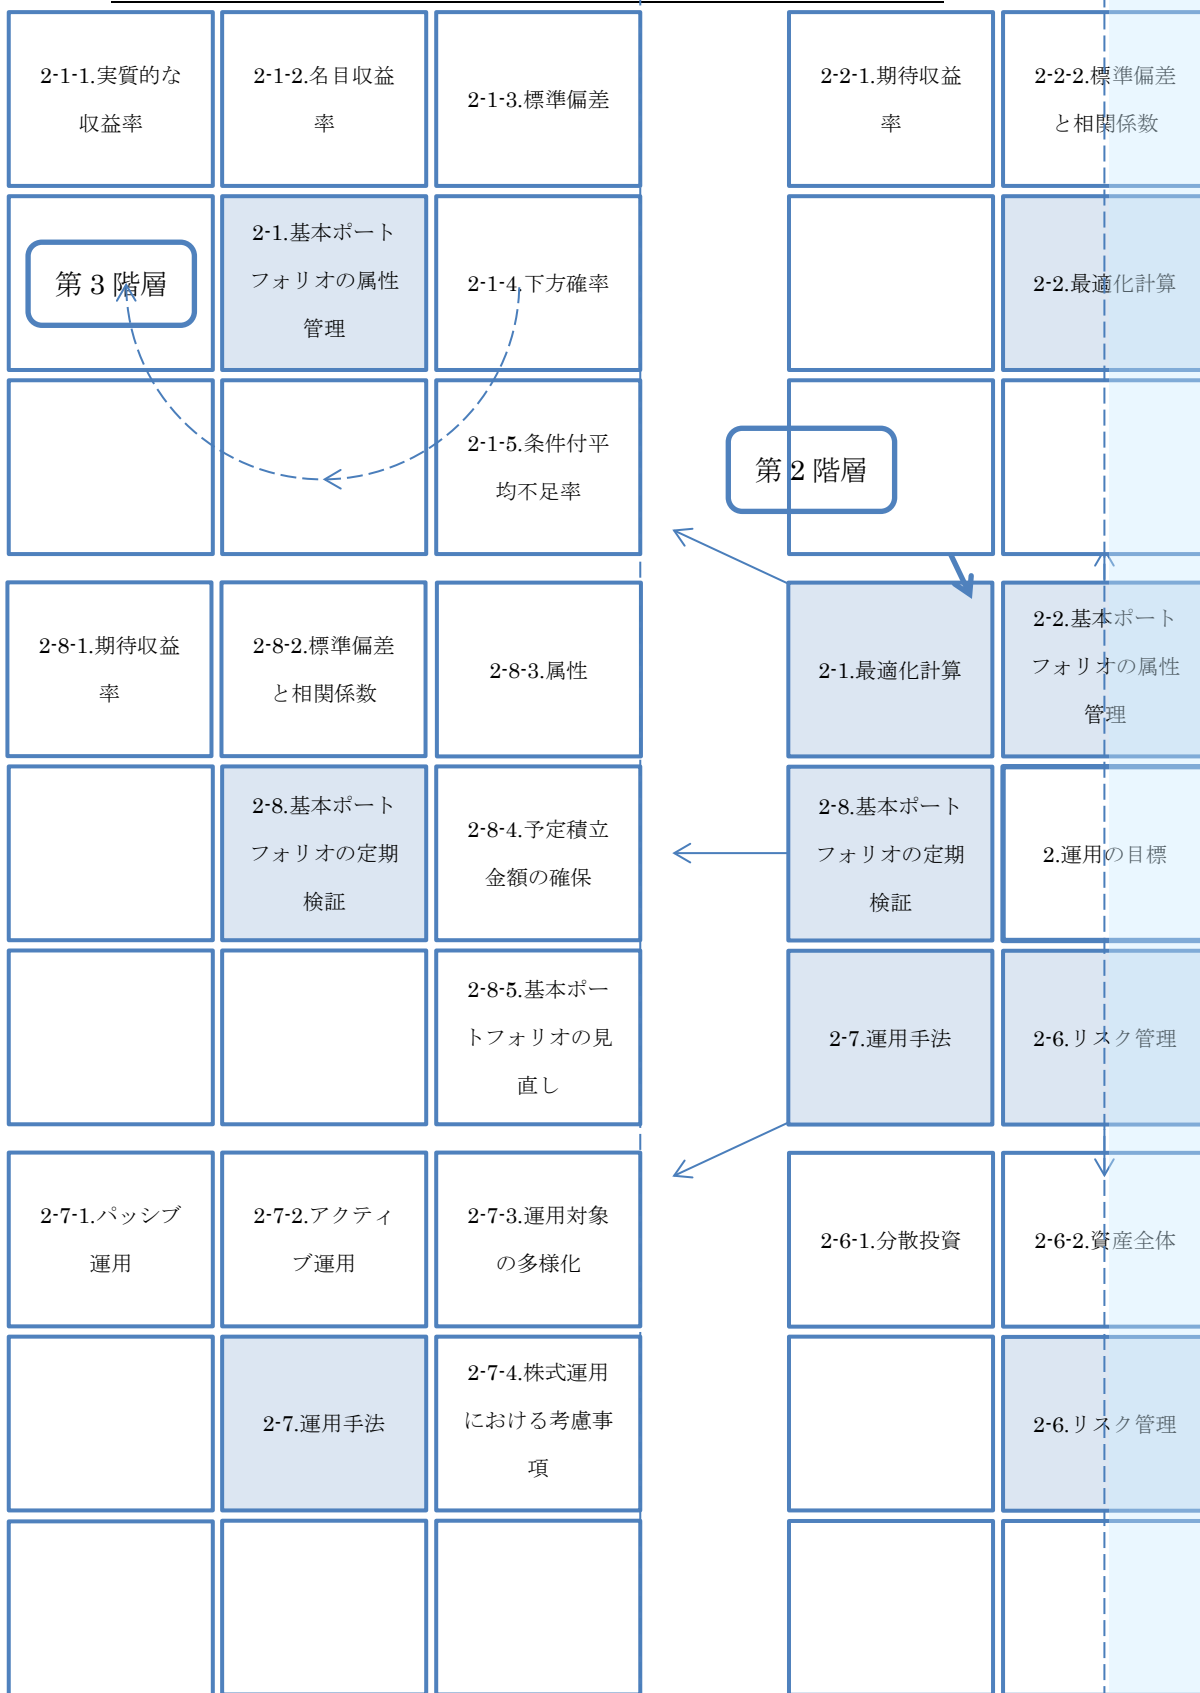 2-1-1.実質的な
収益率
2-1-2.名目収益
率
2-1-3.標準偏差
2-2-1.期待収益
率
2-2-2.標準偏差
と相関係数
第 3 階層
2-1.基本ポート
フォリオの属性
管理
2-1-4.下方確率
2-2.最適化計算
2-1-5.条件付平
均不足率
第 2 階層
2-8-1.期待収益
率
2-8-2.標準偏差
と相関係数
2-8-3.属性
2-1.最適化計算
2-2.基本ポート
フォリオの属性
管理
2-8.基本ポート
フォリオの定期
検証
2-8-4.予定積立
金額の確保
2-8.基本ポート
フォリオの定期
検証
2.運用の目標
2-8-5.基本ポー
トフォリオの見
直し
2-7.運用手法
2-6.リスク管理
2-7-1.パッシブ
運用
2-7-2.アクティ
ブ運用
2-7-3.運用対象
の多様化
2-6-1.分散投資
2-6-2.資産全体
2-7.運用手法
2-7-4.株式運用
における考慮事
項
2-6.リスク管理